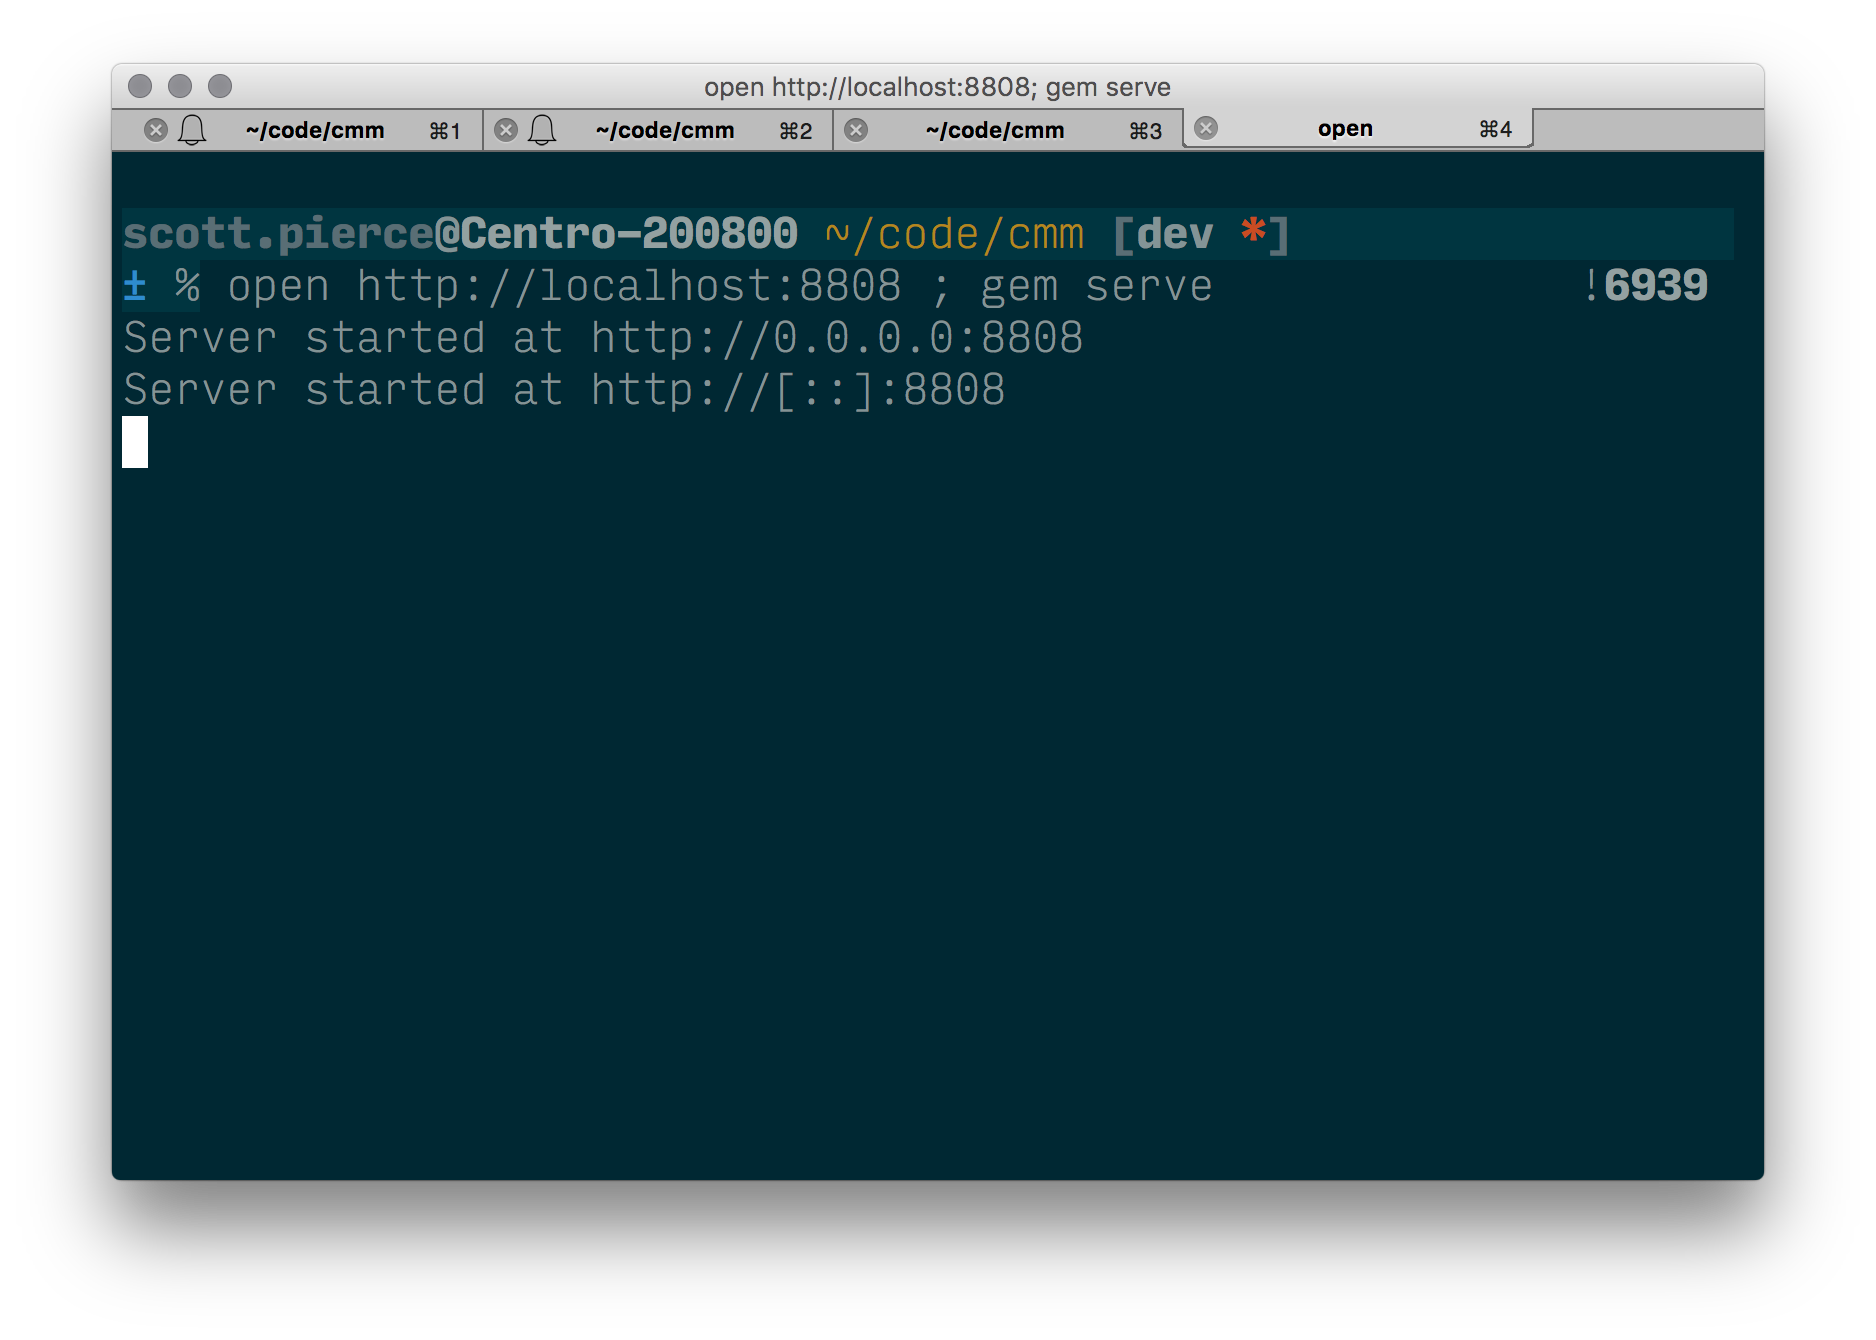 open http://localhost:8808; gem serve
~/code/cmm ⌘1 ~/code/cmm ⌘2 ~/code/cmm ⌘3 open ⌘4
scott.pierce@Centro-200800 ~/code/cmm [dev *]
± % open http://localhost:8808 ; gem serve !6939
Server started at http://0.0.0.0:8808
Server started at http://[::]:8808